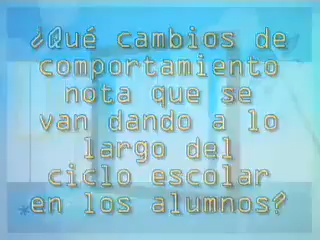 ¿Qué cambios de
comportamiento
nota que se
van dando a lo
largo del
ciclo escolar
en los alumnos?